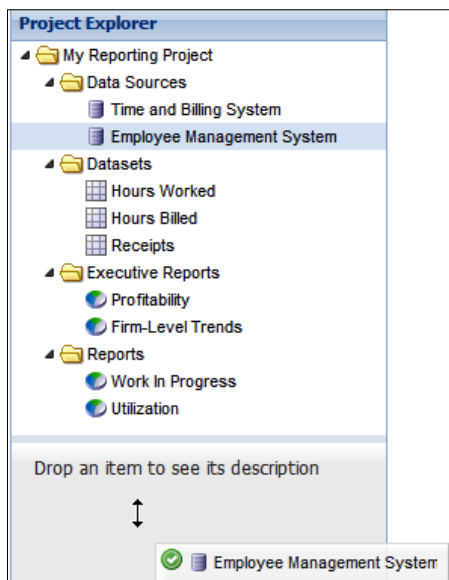 Project Explorer
My Reporting Project
Data Sources
Time and Billing System
Employee Management System
Datasets
Hours Worked
Hours Billed
Receipts
Executive Reports
Profitability
Firm-Level Trends
Reports
Work In Progress
Utilization
Drop an item to see its description
Employee Management System